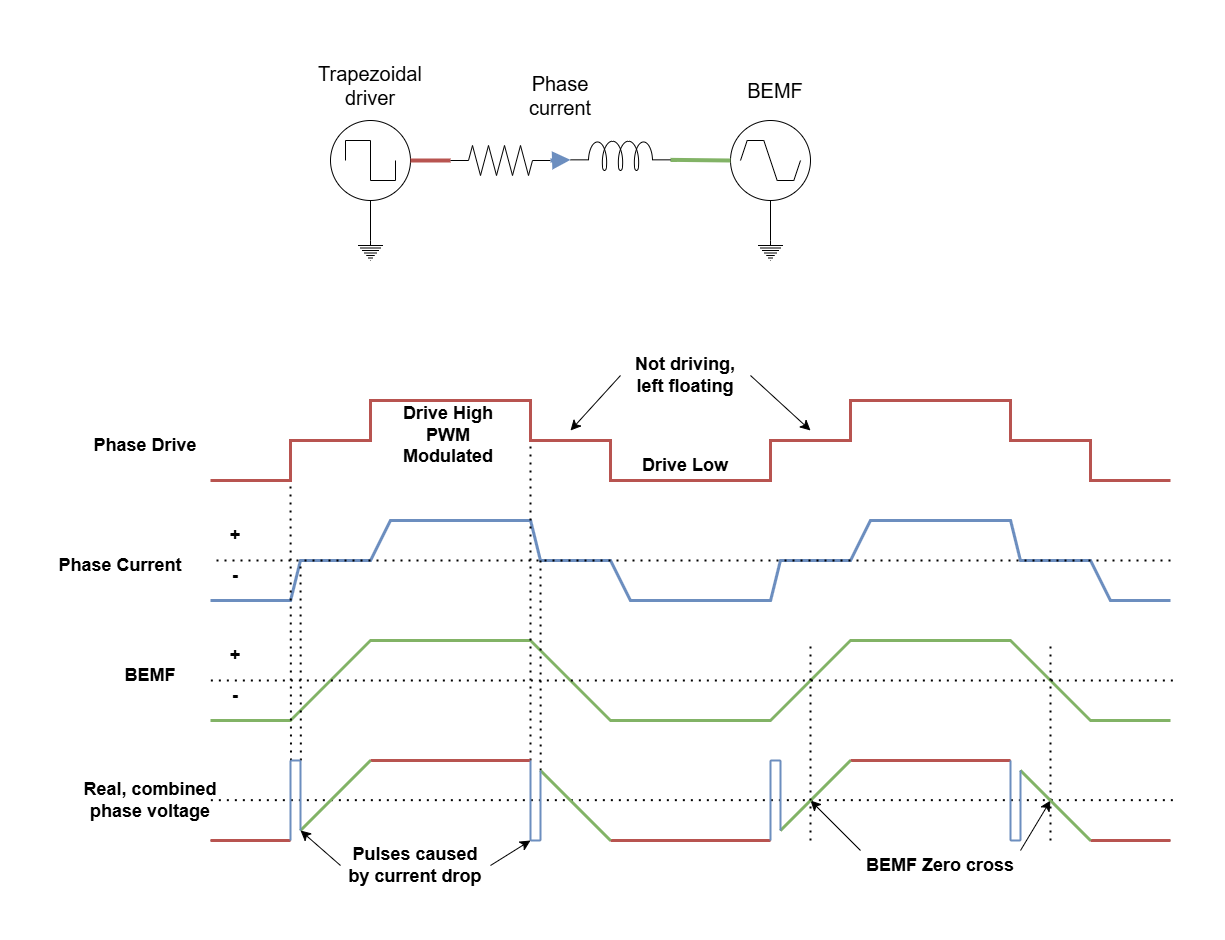 Trapezoidal
driver
Phase
current
BEMF
Not driving,
left floating
Drive High
PWM
Modulated
Phase Drive
Drive Low
+
Phase Current
-
+
BEMF
-
Real, combined
phase voltage
Pulses caused
by current drop
BEMF Zero cross